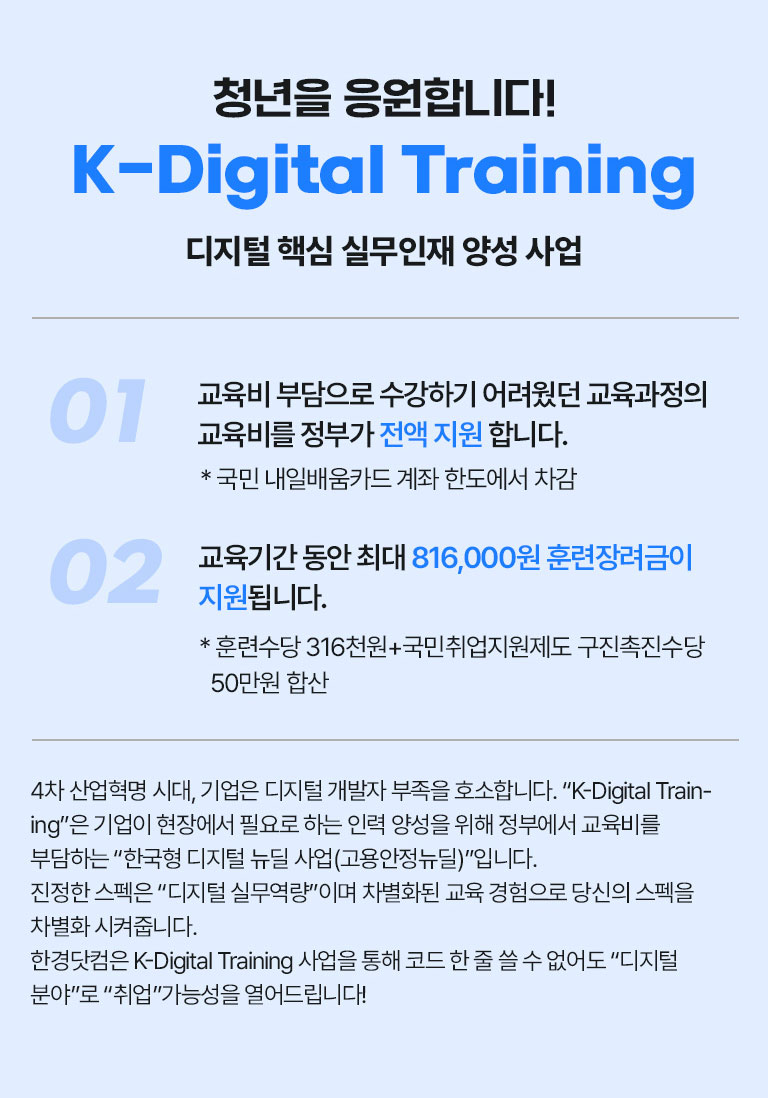 청년을 응원합니다!
K-Digital Training
디지털 핵심 실무인재 양성 사업
01
교육비 부담으로 수강하기 어려웠던 교육과정의
교육비를 정부가 전액 지원 합니다.
* 국민 내일배움카드 계좌 한도에서 차감
02
교육기간 동안 최대 816,000원 훈련장려금이
지원됩니다.
* 훈련수당 316천원+국민취업지원제도 구진촉진수당
50만원 합산
4차 산업혁명 시대, 기업은 디지털 개발자 부족을 호소합니다. “K-Digital Train-
ing”은 기업이 현장에서 필요로 하는 인력 양성을 위해 정부에서 교육비를
부담하는 “한국형 디지털 뉴딜 사업(고용안정뉴딜)”입니다.
진정한 스펙은 “디지털 실무역량”이며 차별화된 교육 경험으로 당신의 스펙을
차별화 시켜줍니다.
한경닷컴은 K-Digital Training 사업을 통해 코드 한 줄 쓸 수 없어도 “디지털
분야”로 “취업”가능성을 열어드립니다!